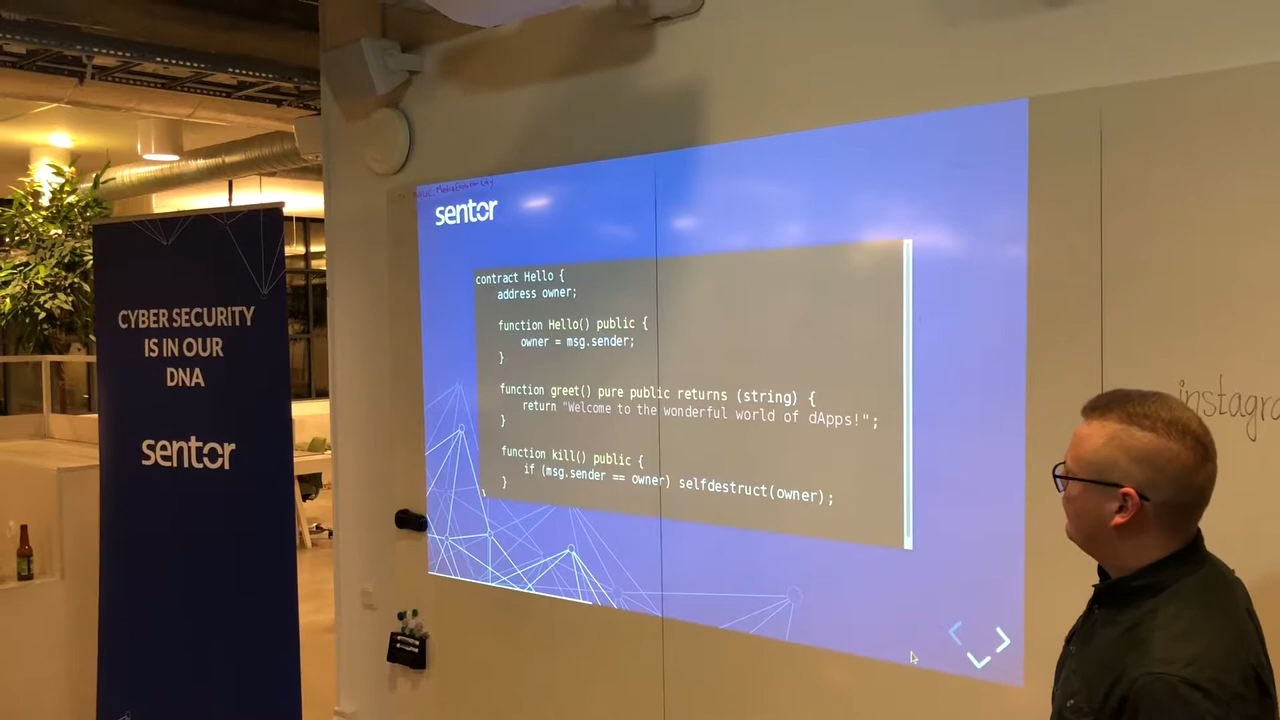 CYBER SECURITY
IS IN OUR
DNA
sentor
sentor
contract Hello {
    address owner;

    function Hello() public {
        owner = msg.sender;
    }

    function greet() pure public returns (string) {
        return "Welcome to the wonderful world of dApps!";
    }

    function kill() public {
        if (msg.sender == owner) selfdestruct(owner);
    }
}